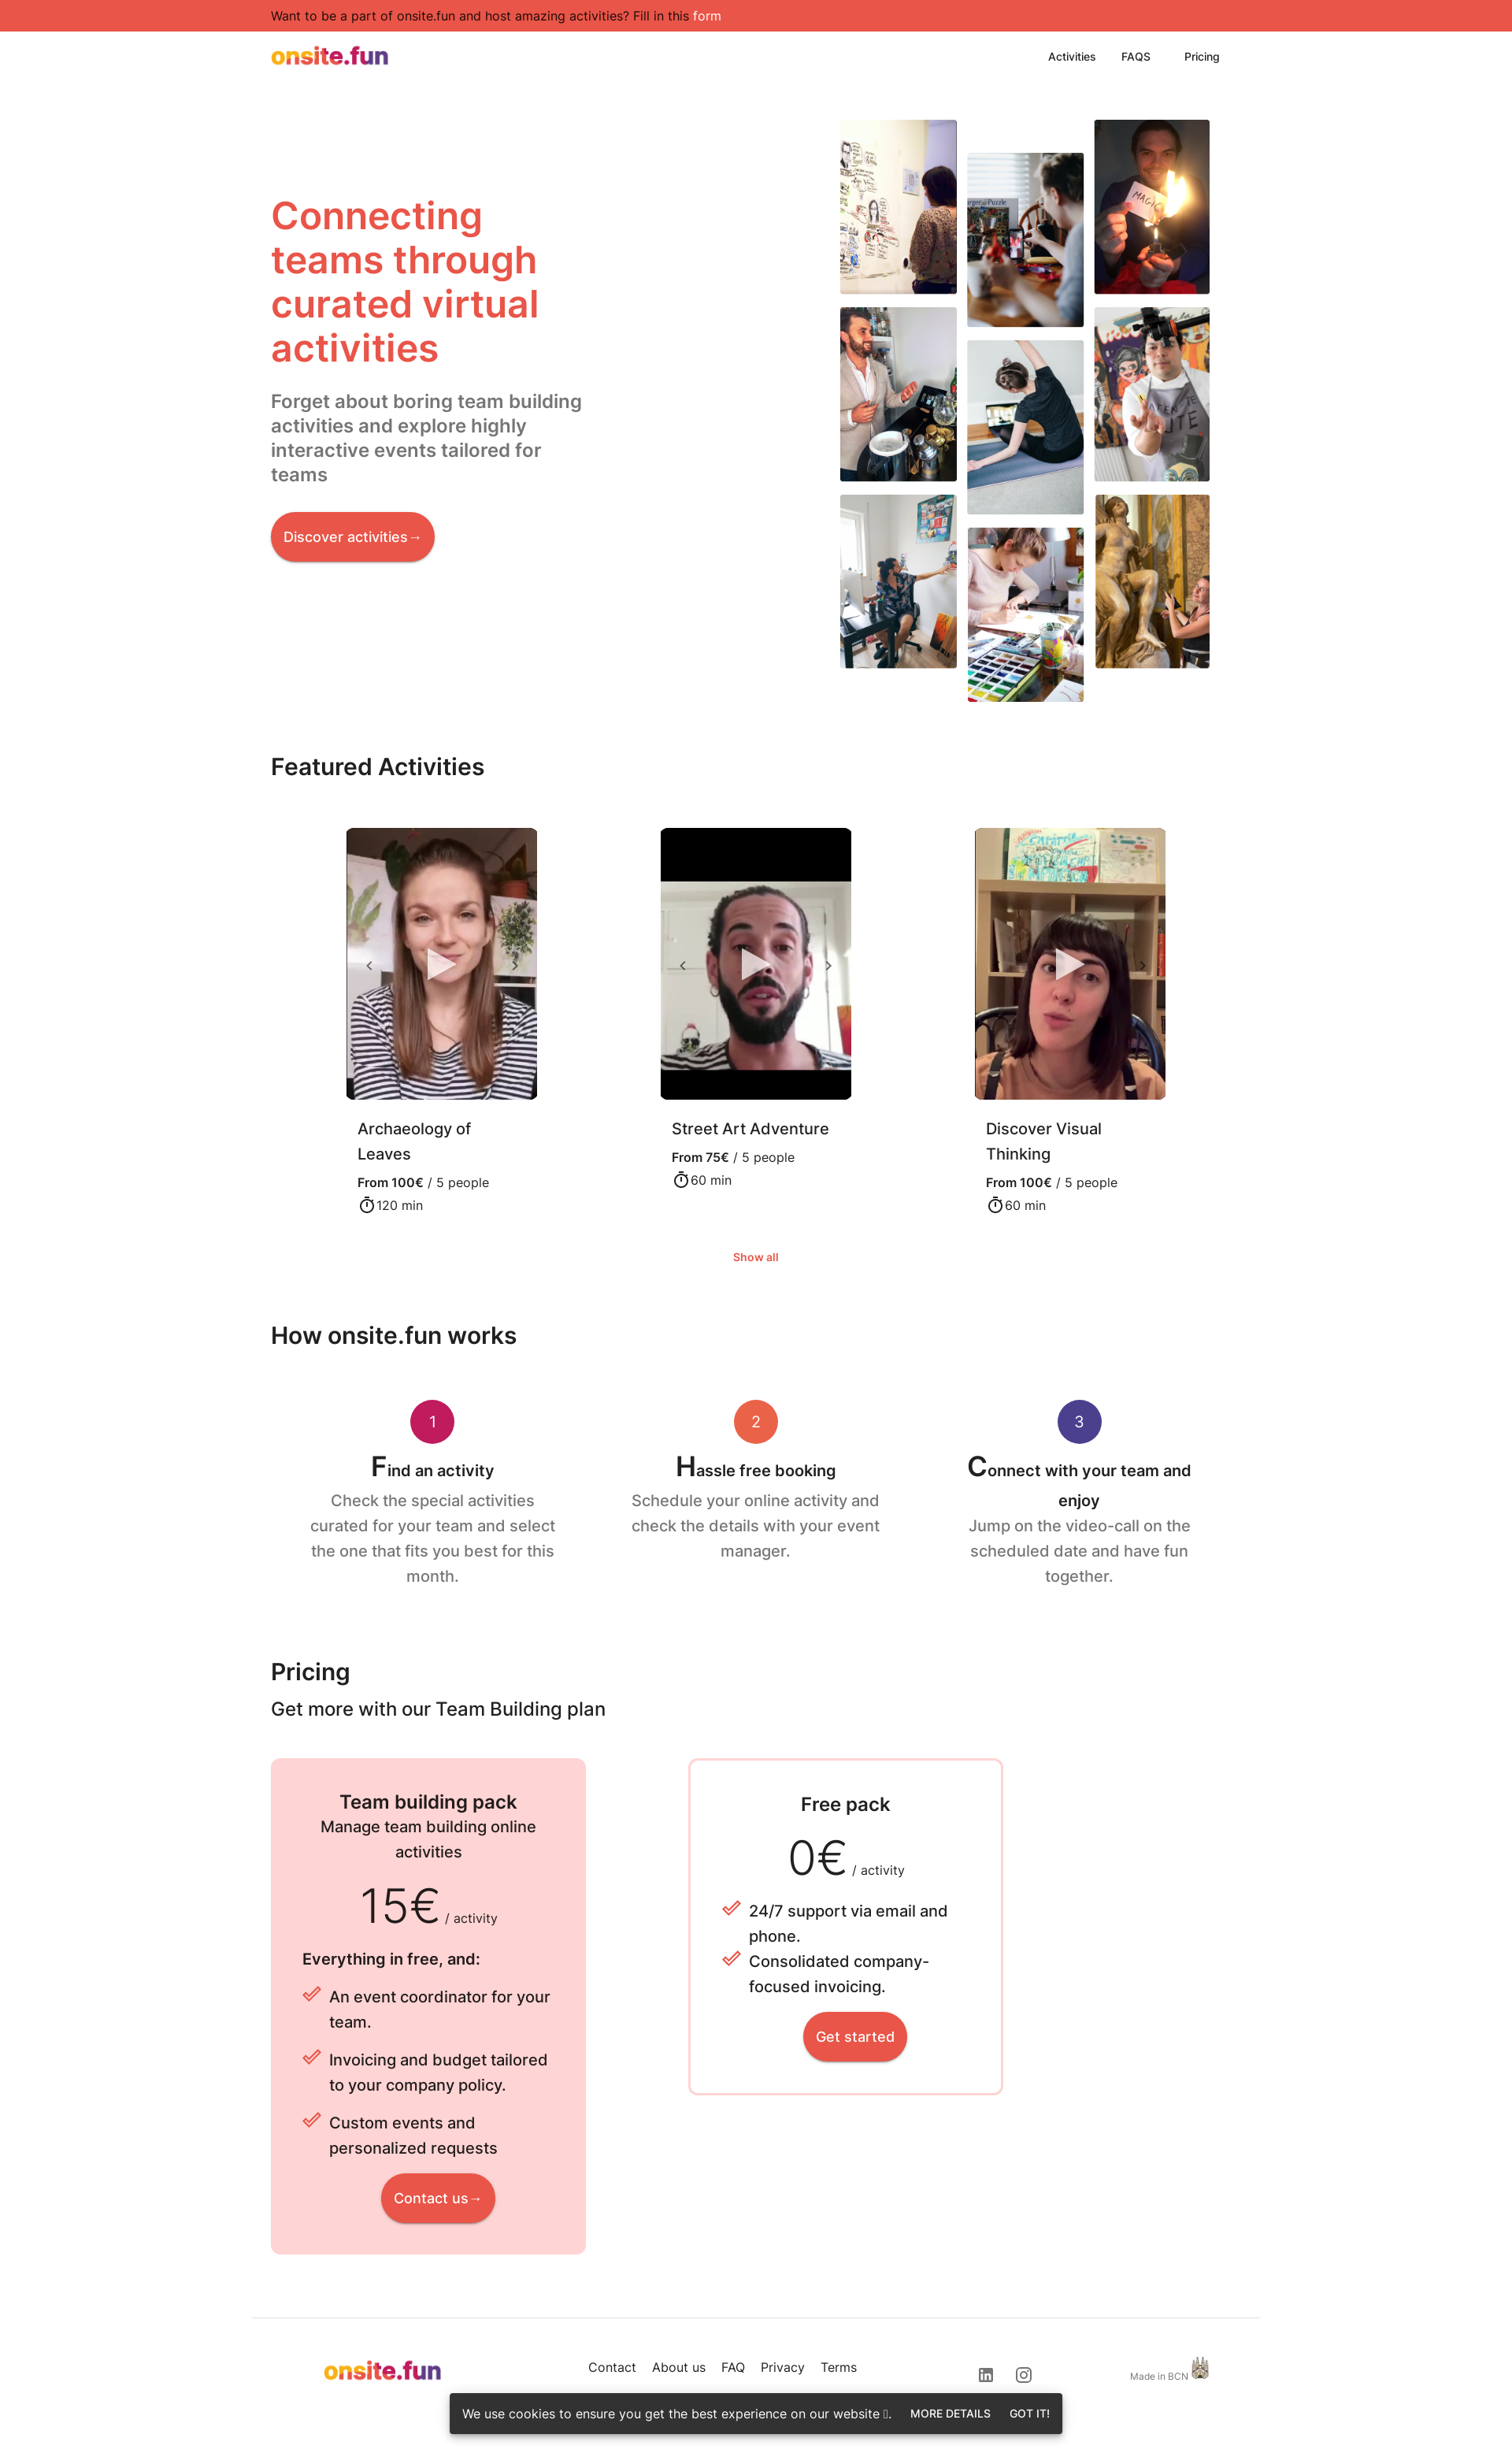 Want to be a part of onsite.fun and host amazing activities? Fill in this form
onsite.fun
Activities
FAQS
Pricing
Connecting
teams through
curated virtual
activities
Forget about boring team building
activities and explore highly
interactive events tailored for
teams
Discover activities→
MAGIC
Featured Activities
Archaeology of
Leaves
From 100€ / 5 people
120 min
Street Art Adventure
From 75€ / 5 people
60 min
Discover Visual
Thinking
From 100€ / 5 people
60 min
Show all
How onsite.fun works
1
Find an activity
Check the special activities
curated for your team and select
the one that fits you best for this
month.
2
Hassle free booking
Schedule your online activity and
check the details with your event
manager.
3
Connect with your team and
enjoy
Jump on the video-call on the
scheduled date and have fun
together.
Pricing
Get more with our Team Building plan
Team building pack
Manage team building online
activities
15€ / activity
Everything in free, and:
An event coordinator for your
team.
Invoicing and budget tailored
to your company policy.
Custom events and
personalized requests
Contact us→
Free pack
0€ / activity
24/7 support via email and
phone.
Consolidated company-
focused invoicing.
Get started
onsite.fun
Contact
About us
FAQ
Privacy
Terms
Made in BCN
We use cookies to ensure you get the best experience on our website .
MORE DETAILS
GOT IT!